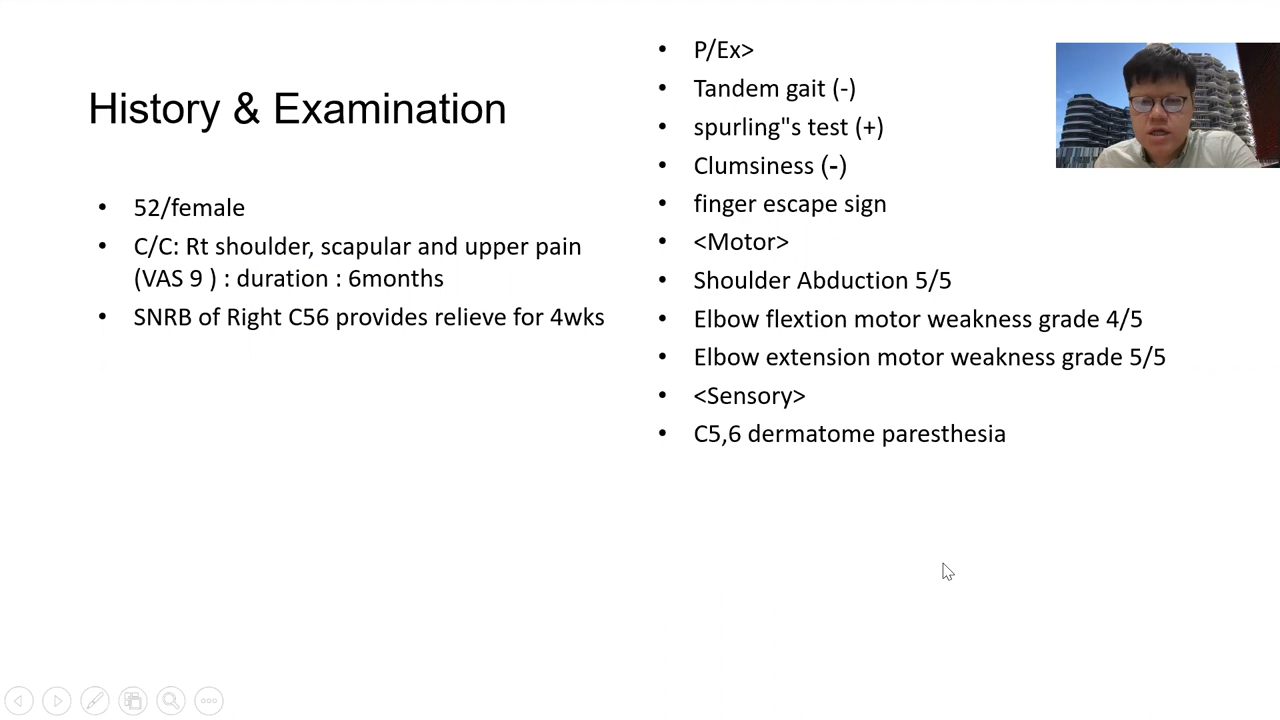 History & Examination
52/female
C/C: Rt shoulder, scapular and upper pain
(VAS 9 ) : duration : 6months
SNRB of Right C56 provides relieve for 4wks
P/Ex>
Tandem gait (-)
spurling"s test (+)
Clumsiness (-)
finger escape sign
<Motor>
Shoulder Abduction 5/5
Elbow flextion motor weakness grade 4/5
Elbow extension motor weakness grade 5/5
<Sensory>
C5,6 dermatome paresthesia